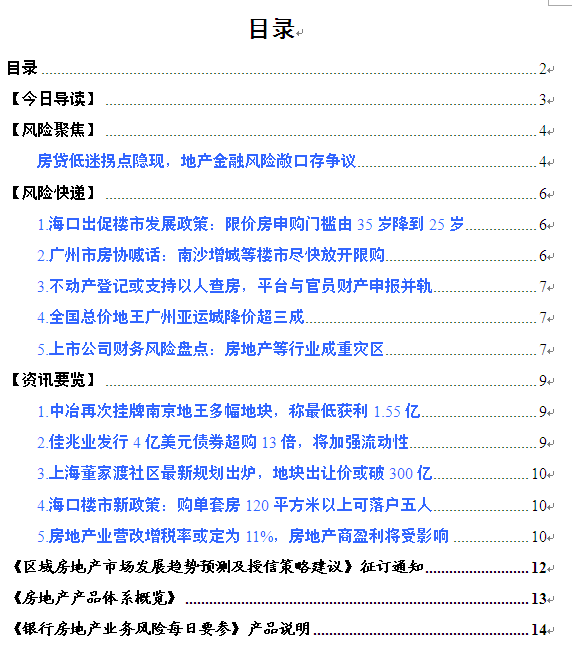 目录
目录 2
【今日导读】 3
【风险聚焦】 4
房贷低迷拐点隐现，地产金融风险敞口存争议 4
【风险快递】 6
1.海口出促楼市发展政策：限价房申购门槛由 35 岁降到 25 岁 6
2.广州市房协喊话：南沙增城等楼市尽快放开限购 6
3.不动产登记或支持以人查房，平台与官员财产申报并轨 7
4.全国总价地王广州亚运城降价超三成 7
5.上市公司财务风险盘点：房地产等行业成重灾区 7
【资讯要览】 9
1.中冶再次挂牌南京地王多幅地块，称最低获利 1.55 亿 9
2.佳兆业发行 4 亿美元债券超购 13 倍，将加强流动性 9
3.上海董家渡社区最新规划出炉，地块出让价或破 300 亿 10
4.海口楼市新政策：购单套房 120 平方米以上可落户五人 10
5.房地产业营改增税率或定为 11%，房地产商盈利将受影响 10
《区域房地产市场发展趋势预测及授信策略建议》征订通知 12
《房地产产品体系概览》 13
《银行房地产业务风险每日要参》产品说明 14